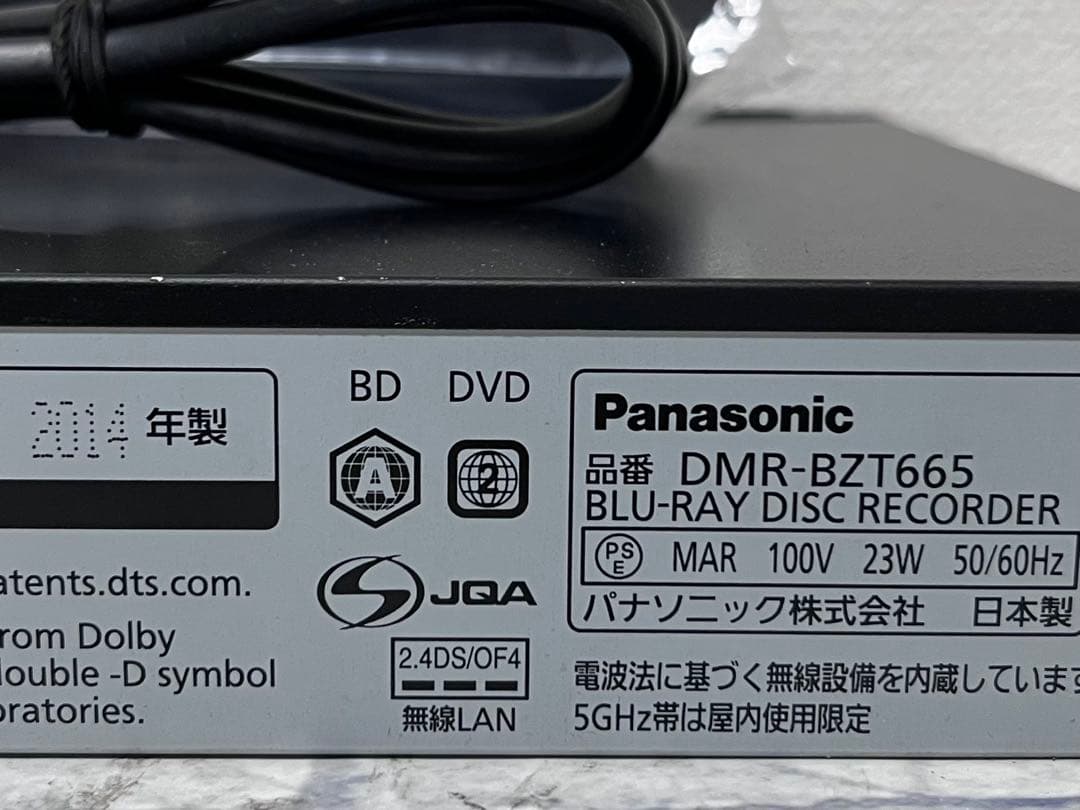 2014 年製
atents.dts.com.
rom Dolby
double -D symbol
oratories.
BD DVD
A 2
JQA
2.4DS/OF4
無線LAN
Panasonic
品番 DMR-BZT665
BLU-RAY DISC RECORDER
PSE MAR 100V 23W 50/60Hz
パナソニック株式会社 日本製
電波法に基づく無線設備を内蔵しています
5GHz帯は屋内使用限定